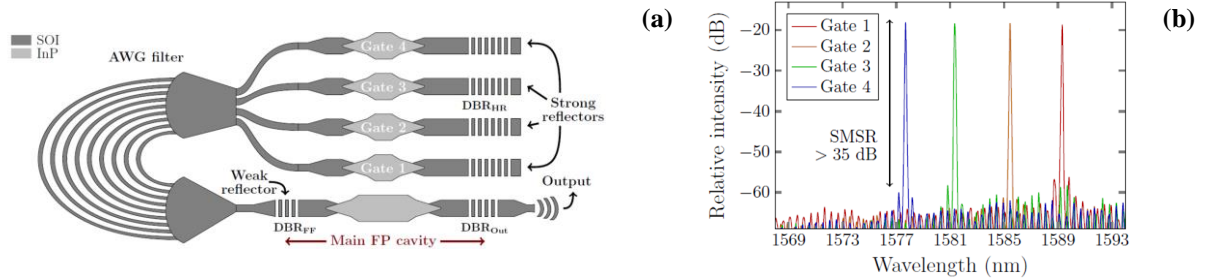 SOI
InP
AWG filter
Gate 4
Gate 3
Gate 2
Gate 1
DBR_HR
Strong
reflectors
Weak
reflector
Output
DBR_FF
Main FP cavity
DBR_Out
(a)
Relative intensity (dB)
−20
−30
−40
−50
−60
Gate 1
Gate 2
Gate 3
Gate 4
SMSR
> 35 dB
1569 1573 1577 1581 1585 1589 1593
Wavelength (nm)
(b)